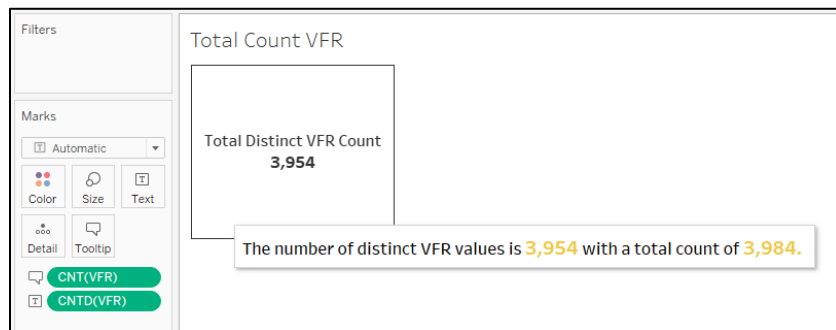 Filters
Marks
T Automatic
Color
Size
T
Text
Detail
Tooltip
CNT(VFR)
T CNTD(VFR)
Total Count VFR
Total Distinct VFR Count
3,954
The number of distinct VFR values is 3,954 with a total count of 3,984.